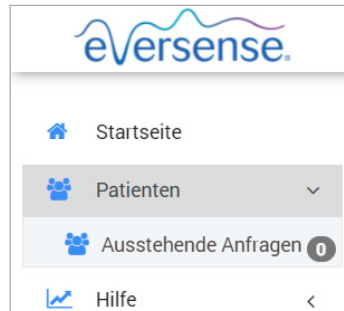 eversense.
Startseite
Patienten
Ausstehende Anfragen 0
Hilfe